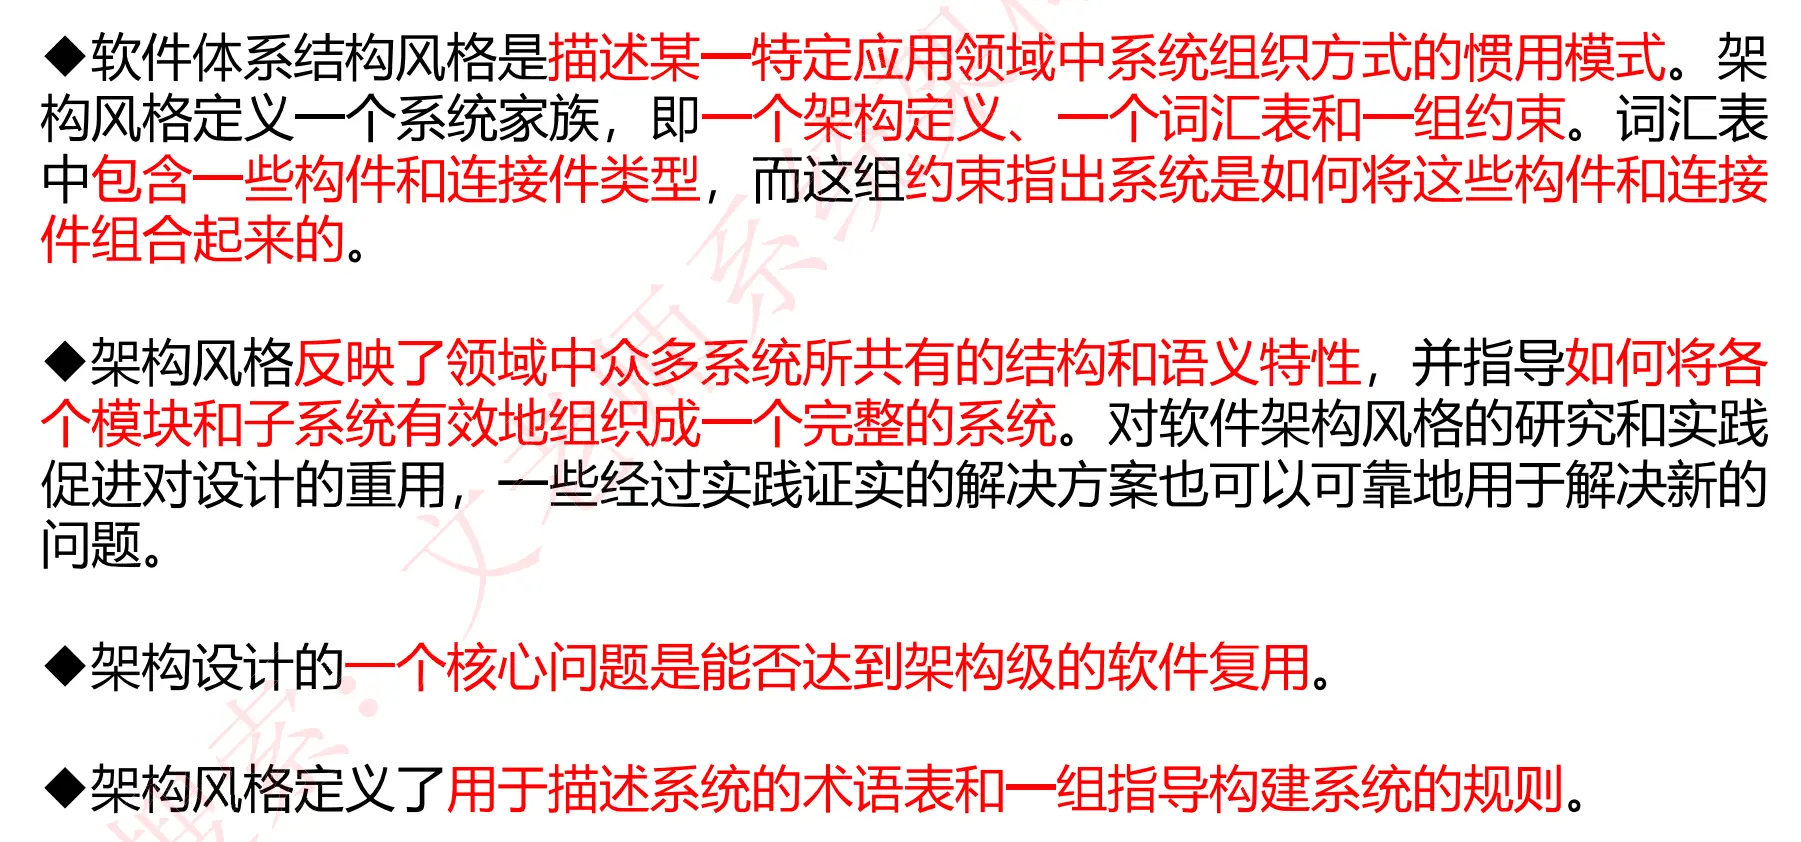 ◆软件体系结构风格是描述某一特定应用领域中系统组织方式的惯用模式。架
构风格定义一个系统家族，即一个架构定义、一个词汇表和一组约束。词汇表
中包含一些构件和连接件类型，而这组约束指出系统是如何将这些构件和连接
件组合起来的。
◆架构风格反映了领域中众多系统所共有的结构和语义特性，并指导如何将各
个模块和子系统有效地组织成一个完整的系统。对软件架构风格的研究和实践
促进对设计的重用，一些经过实践证实的解决方案也可以可靠地用于解决新的
问题。
◆架构设计的一个核心问题是能否达到架构级的软件复用。
◆架构风格定义了用于描述系统的术语表和一组指导构建系统的规则。
搜索：文老师系统架构